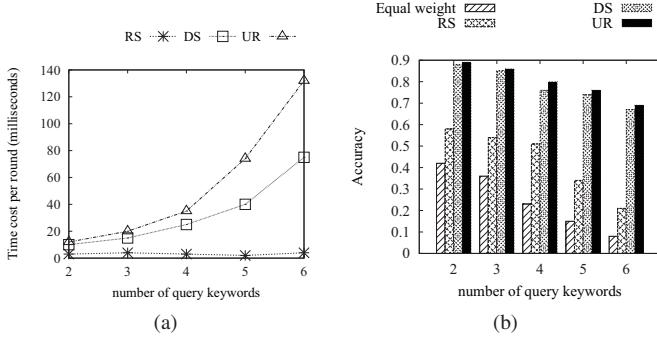 RS DS UR
Time cost per round (milliseconds)
140
120
100
80
60
40
20
0
2 3 4 5 6
number of query keywords
(a)
Equal weight DS
RS UR
Accuracy
0.9
0.8
0.7
0.6
0.5
0.4
0.3
0.2
0.1
0
2 3 4 5 6
number of query keywords
(b)